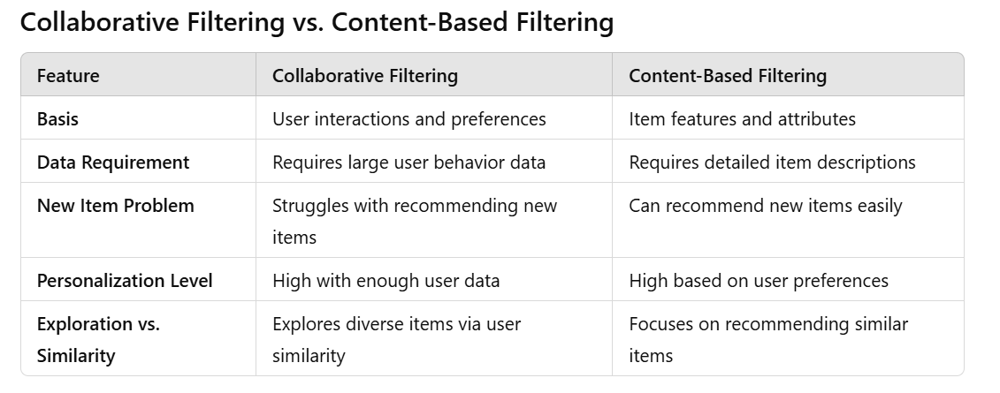 Collaborative Filtering vs. Content-Based Filtering
Feature Collaborative Filtering Content-Based Filtering
Basis User interactions and preferences Item features and attributes
Data Requirement Requires large user behavior data Requires detailed item descriptions
New Item Problem Struggles with recommending new items Can recommend new items easily
Personalization Level High with enough user data High based on user preferences
Exploration vs. Similarity Explores diverse items via user similarity Focuses on recommending similar items